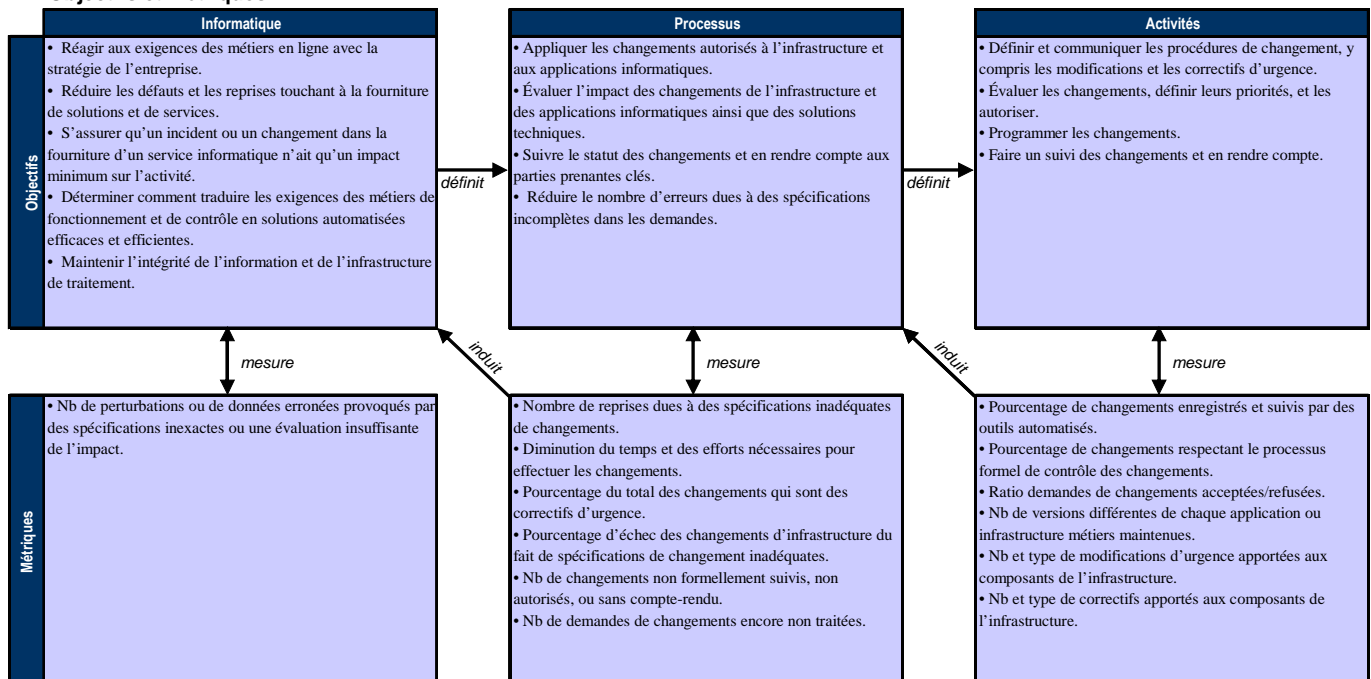 Informatique
Processus
Activités
Objectifs
• Réagir aux exigences des métiers en ligne avec la
stratégie de l'entreprise.
• Réduire les défauts et les reprises touchant à la fourniture
de solutions et de services.
• S'assurer qu'un incident ou un changement dans la
fourniture d'un service informatique n'ait qu'un impact
minimum sur l'activité.
• Déterminer comment traduire les exigences des métiers de
fonctionnement et de contrôle en solutions automatisées
efficaces et efficientes.
• Maintenir l'intégrité de l'information et de l'infrastructure
de traitement.
définit
• Appliquer les changements autorisés à l'infrastructure et
aux applications informatiques.
• Évaluer l'impact des changements de l'infrastructure et
des applications informatiques ainsi que des solutions
techniques.
• Suivre le statut des changements et en rendre compte aux
parties prenantes clés.
• Réduire le nombre d'erreurs dues à des spécifications
incomplètes dans les demandes.
définit
• Définir et communiquer les procédures de changement, y
compris les modifications et les correctifs d'urgence.
• Évaluer les changements, définir leurs priorités, et les
autoriser.
• Programmer les changements.
• Faire un suivi des changements et en rendre compte.
mesure
induit
mesure
induit
mesure
Métriques
• Nb de perturbations ou de données erronées provoqués par
des spécifications inexactes ou une évaluation insuffisante
de l'impact.
• Nombre de reprises dues à des spécifications inadéquates
de changements.
• Diminution du temps et des efforts nécessaires pour
effectuer les changements.
• Pourcentage du total des changements qui sont des
correctifs d'urgence.
• Pourcentage d'échec des changements d'infrastructure du
fait de spécifications de changement inadéquates.
• Nb de changements non formellement suivis, non
autorisés, ou sans compte-rendu.
• Nb de demandes de changements encore non traitées.
• Pourcentage de changements enregistrés et suivis par des
outils automatisés.
• Pourcentage de changements respectant le processus
formel de contrôle des changements.
• Ratio demandes de changements acceptées/refusées.
• Nb de versions différentes de chaque application ou
infrastructure métiers maintenues.
• Nb et type de modifications d'urgence apportées aux
composants de l'infrastructure.
• Nb et type de correctifs apportés aux composants de
l'infrastructure.